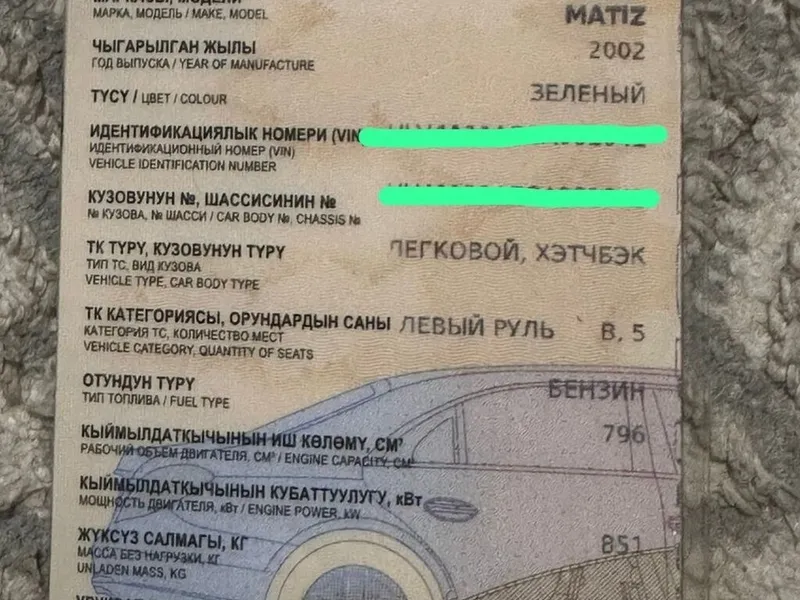 МАРКА, МОДЕЛЬ / MAKE, MODEL
MATIZ
ЧЫГАРЫЛГАН ЖЫЛЫ
ГОД ВЫПУСКА / YEAR OF MANUFACTURE
2002
ТҮСҮ / ЦВЕТ / COLOUR
ЗЕЛЕНЫЙ
ИДЕНТИФИКАЦИЯЛЫК НОМЕРИ (VIN
ИДЕНТИФИКАЦИОННЫЙ НОМЕР (VIN)
VEHICLE IDENTIFICATION NUMBER
КУЗОВУНУН №, ШАССИСИНИН №
№ КУЗОВА, № ШАССИ / CAR BODY №, CHASSIS №
ТК ТҮРҮ, КУЗОВУНУН ТҮРҮ
ТИП ТС, ВИД КУЗОВА
VEHICLE TYPE, CAR BODY TYPE
ЛЕГКОВОЙ, ХЭТЧБЭК
ТК КАТЕГОРИЯСЫ, ОРУНДАРДЫН САНЫ
КАТЕГОРИЯ ТС, КОЛИЧЕСТВО МЕСТ
VEHICLE CATEGORY, QUANTITY OF SEATS
ЛЕВЫЙ РУЛЬ B, 5
ОТУНДУН ТҮРҮ
ТИП ТОПЛИВА / FUEL TYPE
БЕНЗИН
КЫЙМЫЛДАТКЫЧЫНЫН ИШ КӨЛӨМҮ, СМ³
РАБОЧИЙ ОБЪЕМ ДВИГАТЕЛЯ, СМ³ / ENGINE CAPACITY, CM³
796
КЫЙМЫЛДАТКЫЧЫНЫН КУБАТТУУЛУГУ, кВт
МОЩНОСТЬ ДВИГАТЕЛЯ, кВт / ENGINE POWER, kW
ЖҮКСҮЗ САЛМАГЫ, КГ
МАССА БЕЗ НАГРУЗКИ, КГ
UNLADEN MASS, KG
851